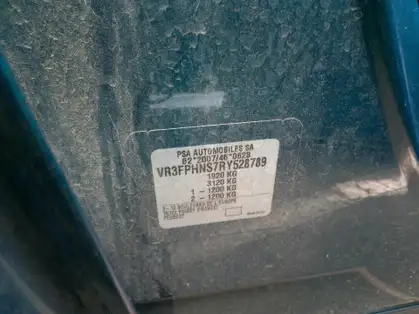 PSA AUTOMOBILES SA
e2*2007/46*0629
VR3FPHNS7RY528789
1920 KG
3120 KG
1 - 1200 KG
2 - 1200 KG